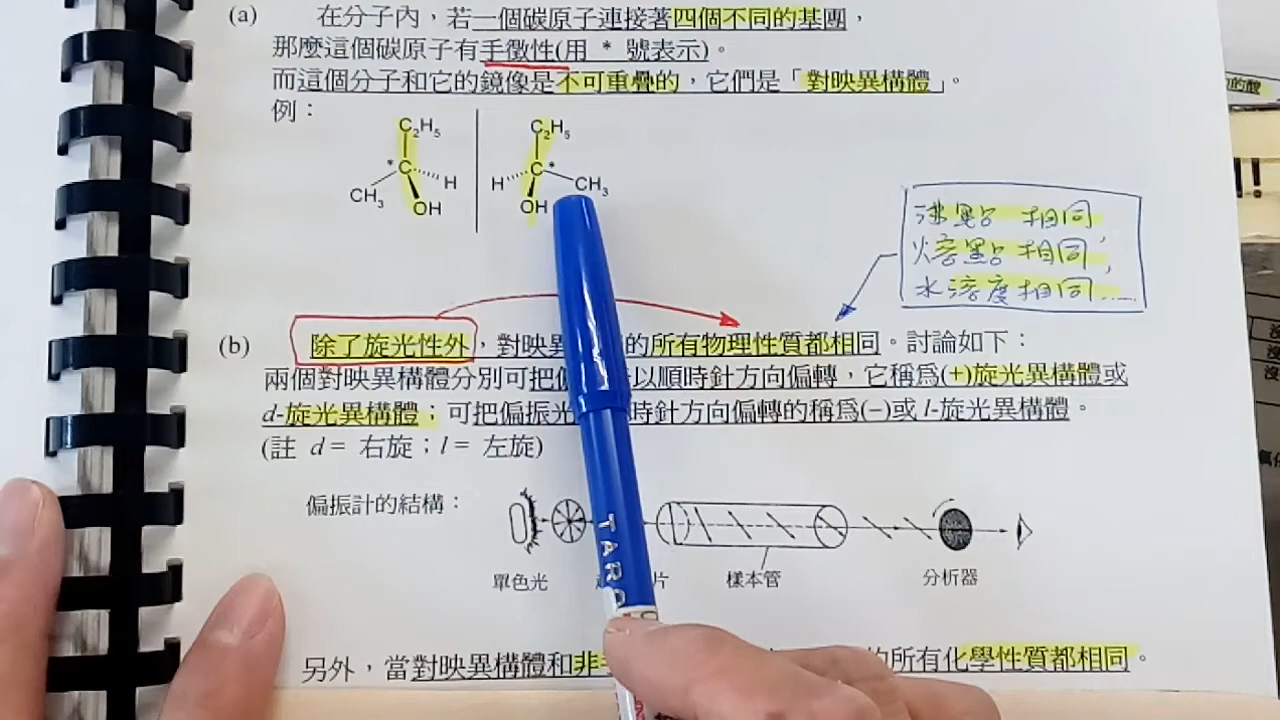 (a) 在分子內，若一個碳原子連接著四個不同的基團，
那麼這個碳原子有手徵性(用 * 號表示)。
而這個分子和它的鏡像是不可重疊的，它們是「對映異構體」。
例：
C₂H₅ C₂H₅
* C H H C *
CH₃ OH OH CH₃
沸點 相同
熔點 相同，
水溶度相同......
(b) 除了旋光性外，對映異 的所有物理性質都相同。討論如下：
兩個對映異構體分別可把偏 以順時針方向偏轉，它稱爲(+)旋光異構體或
d-旋光異構體；可把偏振光 時針方向偏轉的稱爲(–)或 l-旋光異構體。
(註 d = 右旋；l = 左旋)
偏振計的結構：
單色光 片 樣本管 分析器
另外，當對映異構體和非 的所有化學性質都相同。
TARG